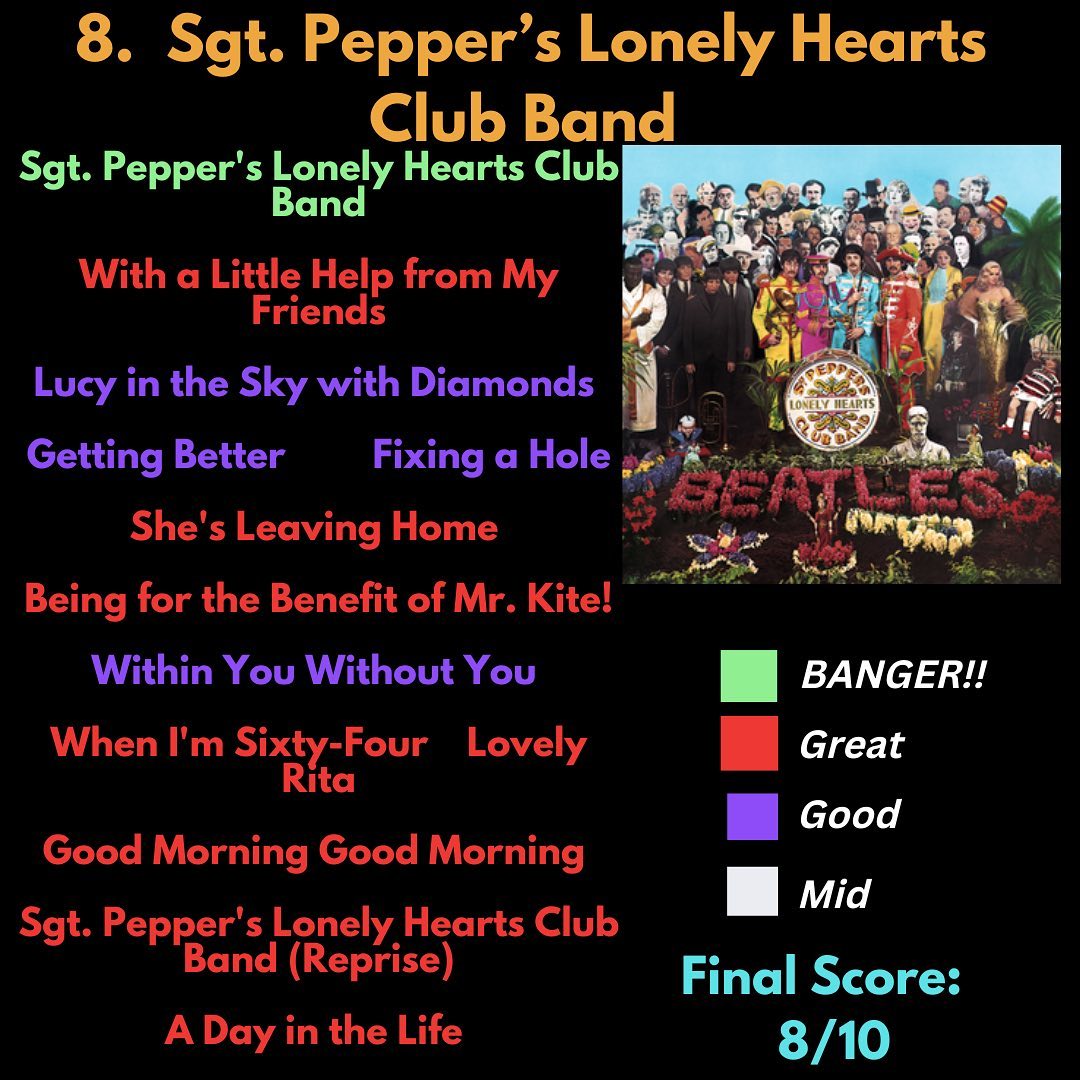 8. Sgt. Pepper’s Lonely Hearts
Club Band
Sgt. Pepper's Lonely Hearts Club
Band
With a Little Help from My
Friends
Lucy in the Sky with Diamonds
Getting Better Fixing a Hole
She's Leaving Home
Being for the Benefit of Mr. Kite!
Within You Without You
When I'm Sixty-Four Lovely
Rita
Good Morning Good Morning
Sgt. Pepper's Lonely Hearts Club
Band (Reprise)
A Day in the Life
SGT. PEPPERS
LONELY HEARTS
CLUB BAND
BEATLES
BANGER!!
Great
Good
Mid
Final Score:
8/10